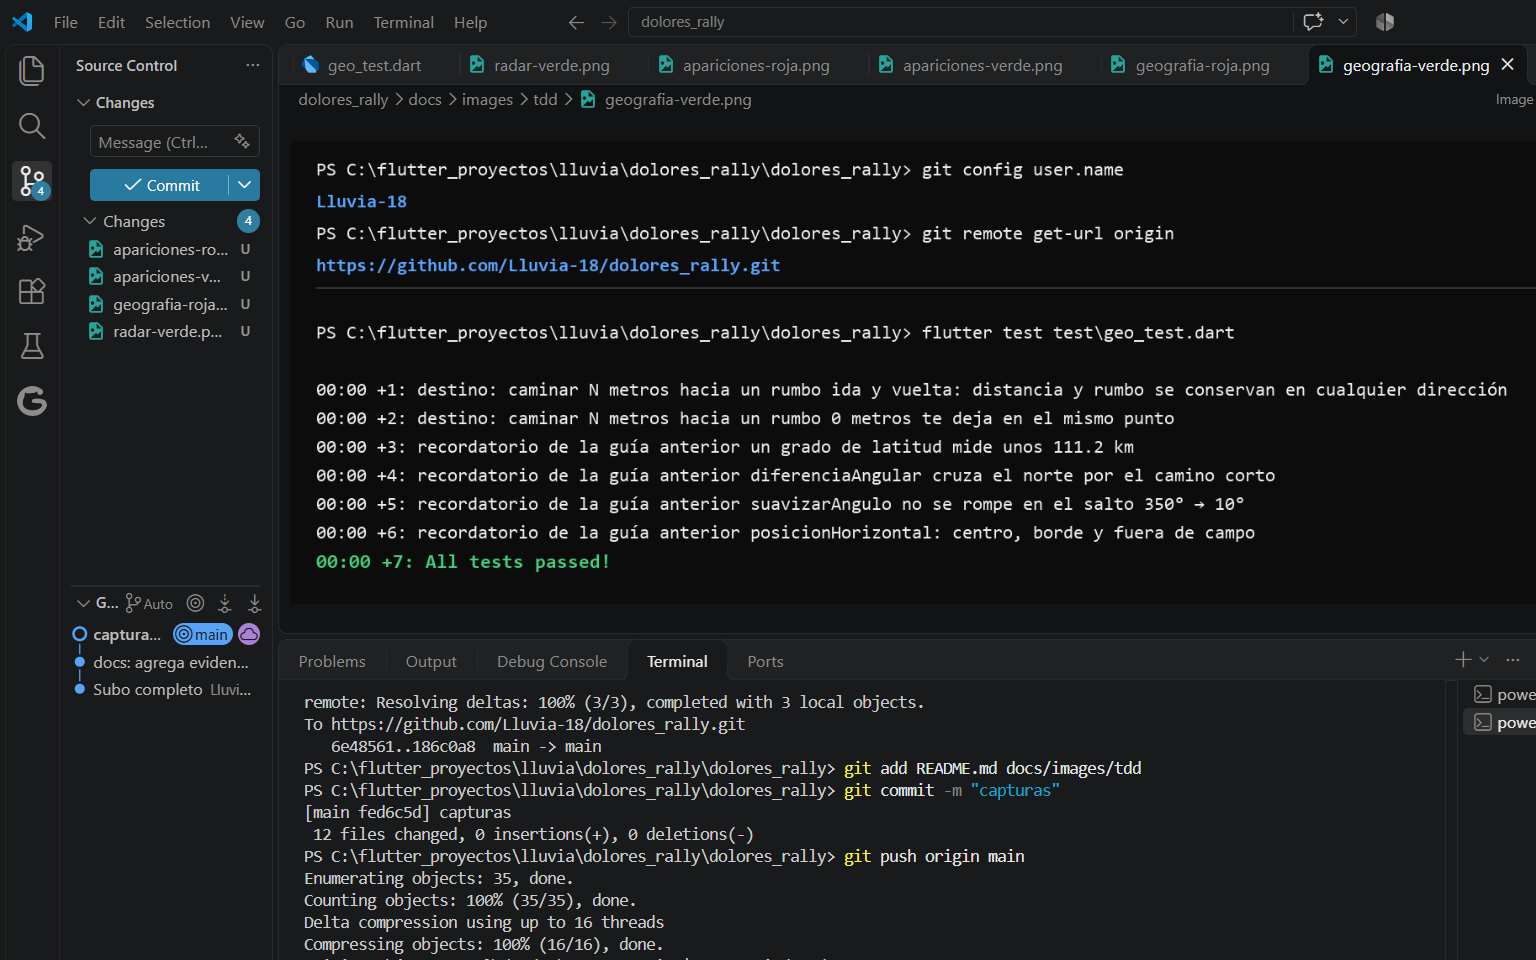 File Edit Selection View Go Run Terminal Help
dolores_rally
Source Control
Changes
Message (Ctrl...
Commit
Changes 4
apariciones-ro... U
apariciones-v... U
geografia-roja... U
radar-verde.p... U
4
G... Auto
captura... main
docs: agrega eviden...
Subo completo Lluvi...
geo_test.dart radar-verde.png apariciones-roja.png apariciones-verde.png geografia-roja.png geografia-verde.png
dolores_rally > docs > images > tdd > geografia-verde.png
Image
PS C:\flutter_proyectos\lluvia\dolores_rally\dolores_rally> git config user.name
Lluvia-18
PS C:\flutter_proyectos\lluvia\dolores_rally\dolores_rally> git remote get-url origin
https://github.com/Lluvia-18/dolores_rally.git
PS C:\flutter_proyectos\lluvia\dolores_rally\dolores_rally> flutter test test\geo_test.dart
00:00 +1: destino: caminar N metros hacia un rumbo ida y vuelta: distancia y rumbo se conservan en cualquier dirección
00:00 +2: destino: caminar N metros hacia un rumbo 0 metros te deja en el mismo punto
00:00 +3: recordatorio de la guía anterior un grado de latitud mide unos 111.2 km
00:00 +4: recordatorio de la guía anterior diferenciaAngular cruza el norte por el camino corto
00:00 +5: recordatorio de la guía anterior suavizarAngulo no se rompe en el salto 350° → 10°
00:00 +6: recordatorio de la guía anterior posicionHorizontal: centro, borde y fuera de campo
00:00 +7: All tests passed!
Problems Output Debug Console Terminal Ports
remote: Resolving deltas: 100% (3/3), completed with 3 local objects.
To https://github.com/Lluvia-18/dolores_rally.git
6e48561..186c0a8 main -> main
PS C:\flutter_proyectos\lluvia\dolores_rally\dolores_rally> git add README.md docs/images/tdd
PS C:\flutter_proyectos\lluvia\dolores_rally\dolores_rally> git commit -m "capturas"
[main fed6c5d] capturas
12 files changed, 0 insertions(+), 0 deletions(-)
PS C:\flutter_proyectos\lluvia\dolores_rally\dolores_rally> git push origin main
Enumerating objects: 35, done.
Counting objects: 100% (35/35), done.
Delta compression using up to 16 threads
Compressing objects: 100% (16/16), done.
powe
powe